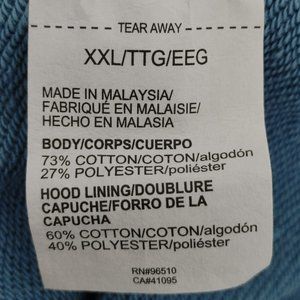 --- TEAR AWAY ---
XXL/TTG/EEG
MADE IN MALAYSIA/
FABRIQUÉ EN MALAISIE/
HECHO EN MALASIA
BODY/CORPS/CUERPO
73% COTTON/COTON/algodón
27% POLYESTER/poliéster
HOOD LINING/DOUBLURE
CAPUCHE/FORRO DE LA
CAPUCHA
60% COTTON/COTON/algodón
40% POLYESTER/poliéster
RN#96510
CA#41095